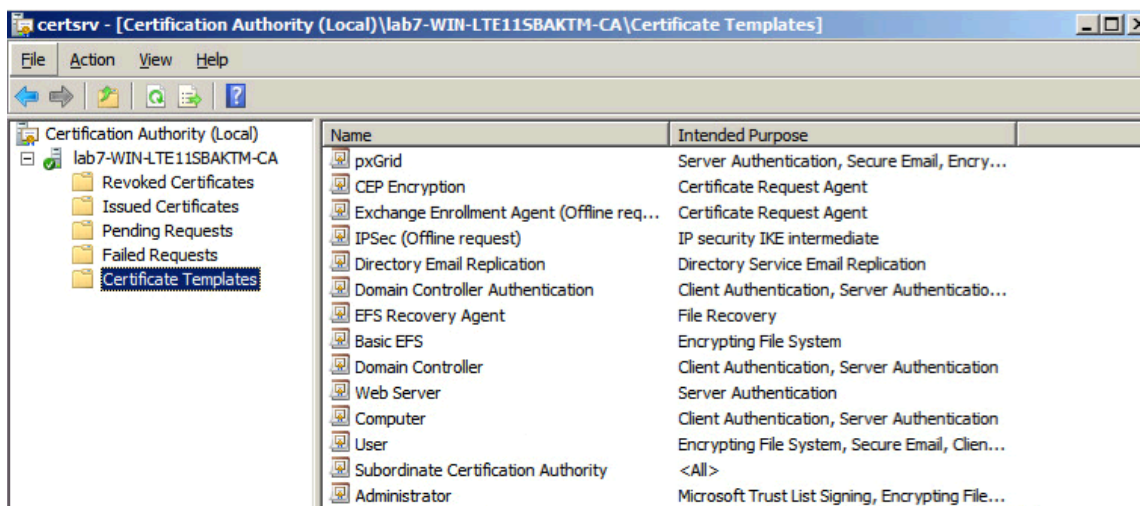 certsrv - [Certification Authority (Local)\lab7-WIN-LTE11SBAKTM-CA\Certificate Templates]
File Action View Help
Certification Authority (Local)
lab7-WIN-LTE11SBAKTM-CA
Revoked Certificates
Issued Certificates
Pending Requests
Failed Requests
Certificate Templates
Name Intended Purpose
pxGrid Server Authentication, Secure Email, Encry...
CEP Encryption Certificate Request Agent
Exchange Enrollment Agent (Offline req... Certificate Request Agent
IPSec (Offline request) IP security IKE intermediate
Directory Email Replication Directory Service Email Replication
Domain Controller Authentication Client Authentication, Server Authenticatio...
EFS Recovery Agent File Recovery
Basic EFS Encrypting File System
Domain Controller Client Authentication, Server Authentication
Web Server Server Authentication
Computer Client Authentication, Server Authentication
User Encrypting File System, Secure Email, Clien...
Subordinate Certification Authority <All>
Administrator Microsoft Trust List Signing, Encrypting File...